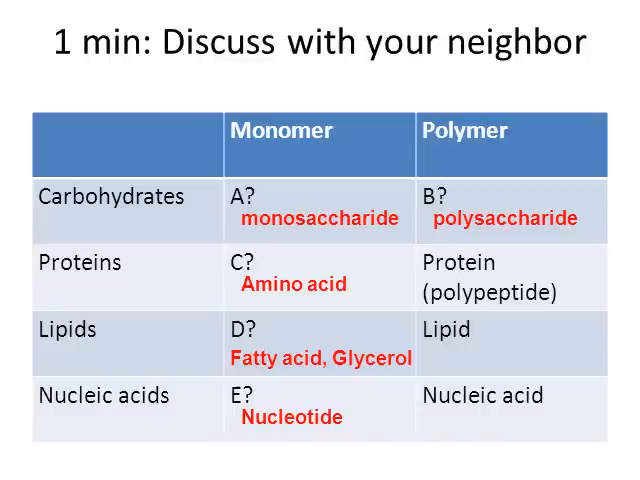 1 min: Discuss with your neighbor
Monomer Polymer
Carbohydrates A? B?
monosaccharide polysaccharide
Proteins C? Protein
Amino acid (polypeptide)
Lipids D? Lipid
Fatty acid, Glycerol
Nucleic acids E? Nucleic acid
Nucleotide